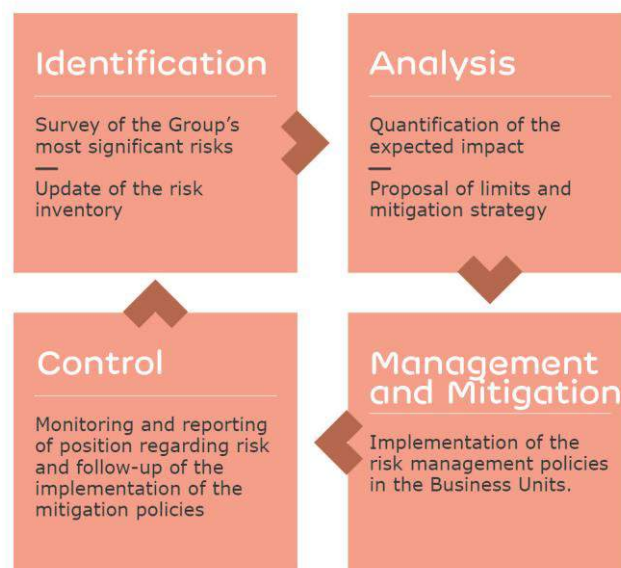 Identification
Survey of the Group's
most significant risks
Update of the risk
inventory
Analysis
Quantification of the
expected impact
Proposal of limits and
mitigation strategy
Control
Monitoring and reporting
of position regarding risk
and follow-up of the
implementation of the
mitigation policies
Management
and Mitigation
Implementation of the
risk management policies
in the Business Units.